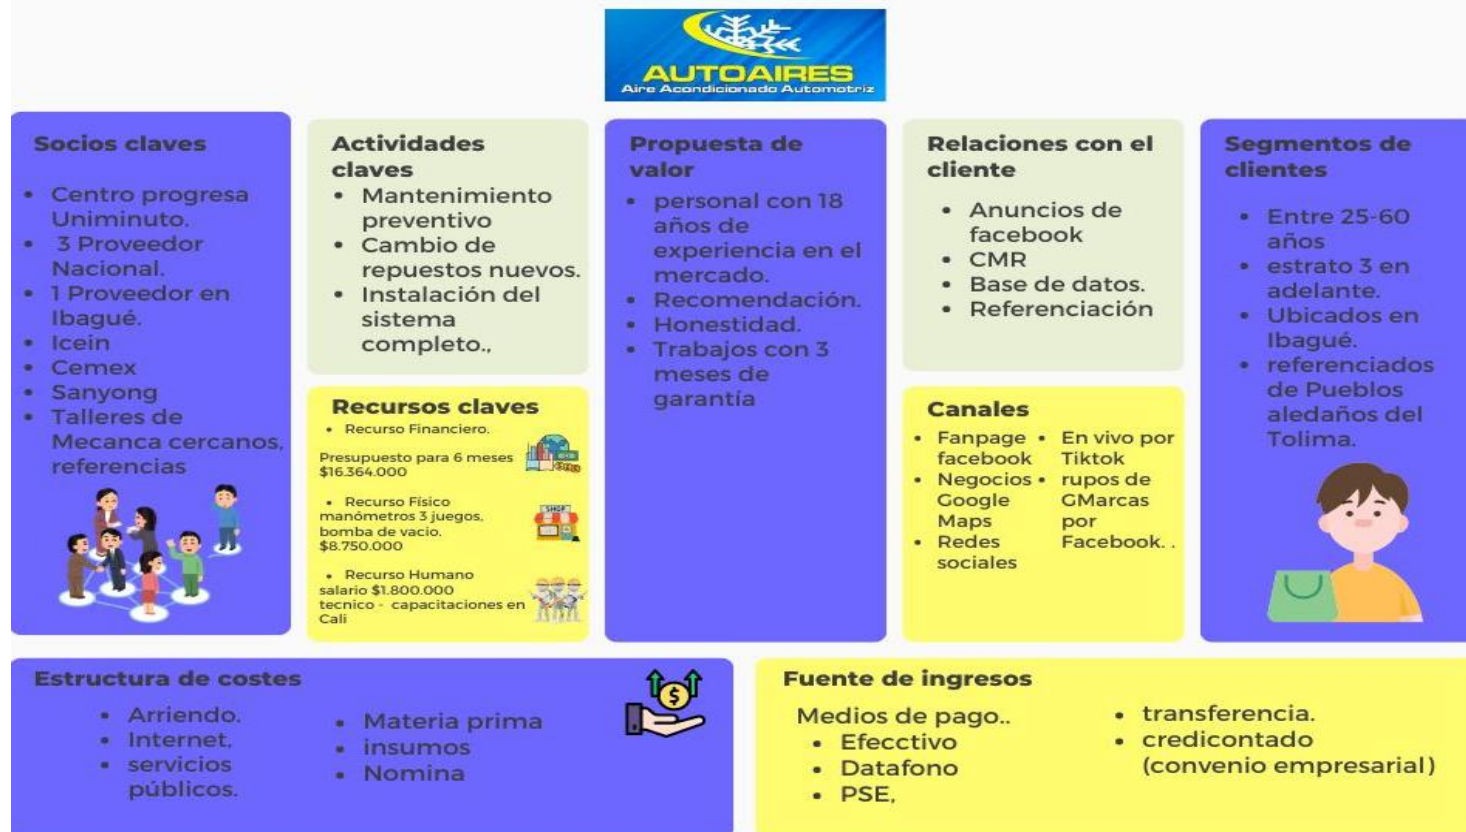 AUTOAIRES
Aire Acondicionado Automotriz
Socios claves
• Centro progresa
Uniminuto.
• 3 Proveedor
Nacional.
• 1 Proveedor en
Ibagué.
• Icein
• Cemex
• Sanyong
• Talleres de
Mecanca cercanos,
referencias
Actividades
claves
• Mantenimiento
preventivo
• Cambio de
repuestos nuevos.
• Instalación del
sistema
completo.,
Recursos claves
• Recurso Financiero.
Presupuesto para 6 meses
$16.364.000
• Recurso Físico
manómetros 3 juegos,
bomba de vacio.
$8.750.000
SHOP
• Recurso Humano
salario $1.800.000
tecnico - capacitaciones en
Cali
Propuesta de
valor
• personal con 18
años de
experiencia en el
mercado.
• Recomendación.
• Honestidad.
• Trabajos con 3
meses de
garantía
Relaciones con el
cliente
• Anuncios de
facebook
• CMR
• Base de datos.
• Referenciación
Canales
• Fanpage
facebook
• Negocios
Google
Maps
• Redes
sociales
• En vivo por
Tiktok
• rupos de
GMarcas
por
Facebook. .
Segmentos de
clientes
• Entre 25-60
años
• estrato 3 en
adelante.
• Ubicados en
Ibagué.
• referenciados
de Pueblos
aledaños del
Tolima.
Estructura de costes
• Arriendo.
• Internet,
• servicios
públicos.
• Materia prima
• insumos
• Nomina
$
Fuente de ingresos
Medios de pago..
• Efecctivo
• Datafono
• PSE,
• transferencia.
• credicontado
(convenio empresarial)